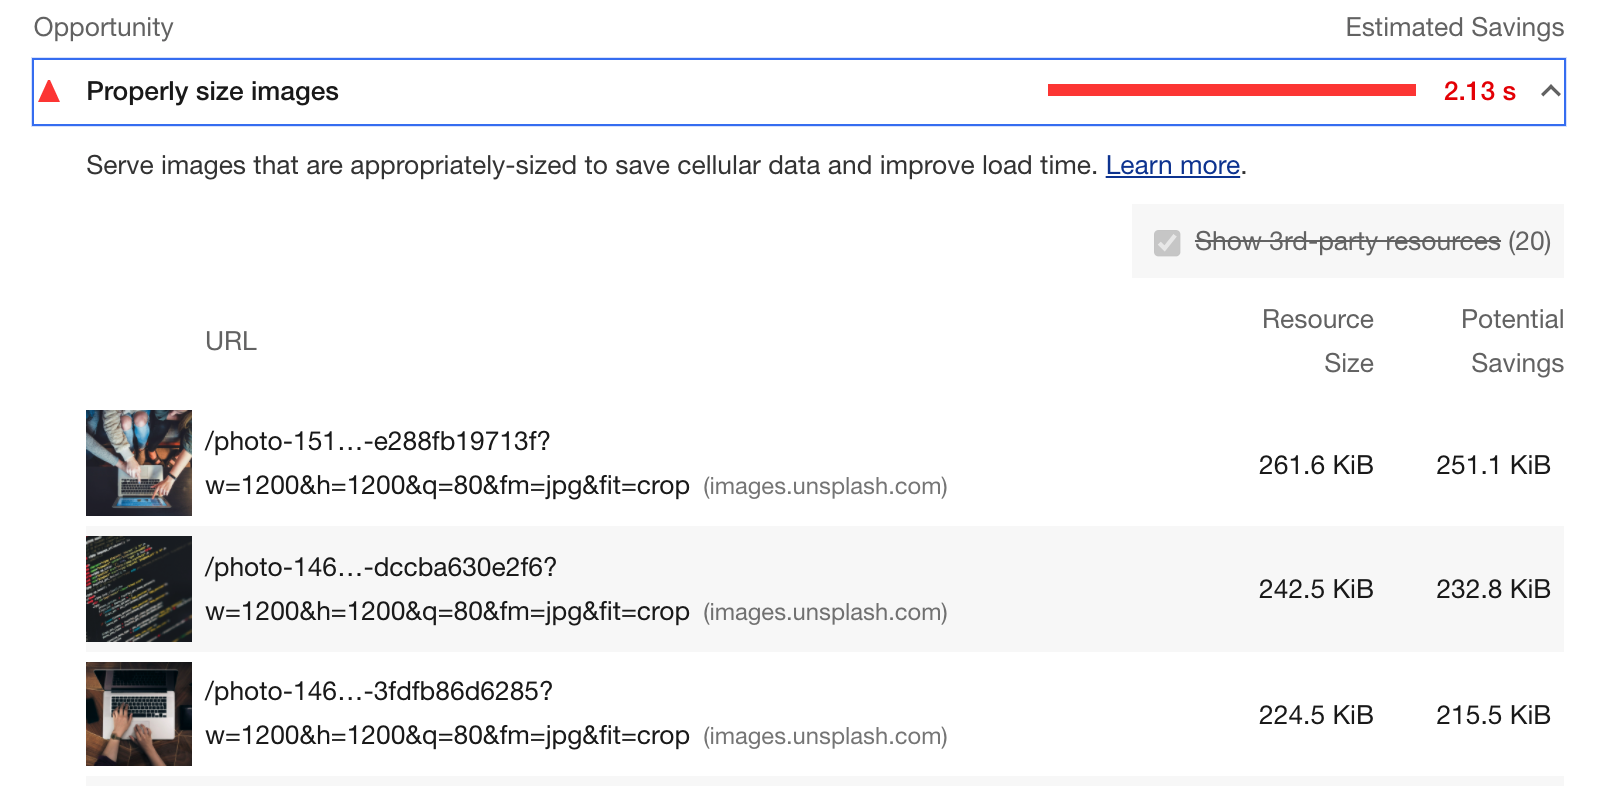 Opportunity
Estimated Savings
Properly size images
2.13 s
Serve images that are appropriately-sized to save cellular data and improve load time. Learn more.
Show 3rd-party resources (20)
URL
Resource Size
Potential Savings
/photo-151…-e288fb19713f?
w=1200&h=1200&q=80&fm=jpg&fit=crop (images.unsplash.com)
261.6 KiB
251.1 KiB
/photo-146…-dccba630e2f6?
w=1200&h=1200&q=80&fm=jpg&fit=crop (images.unsplash.com)
242.5 KiB
232.8 KiB
/photo-146…-3fdfb86d6285?
w=1200&h=1200&q=80&fm=jpg&fit=crop (images.unsplash.com)
224.5 KiB
215.5 KiB